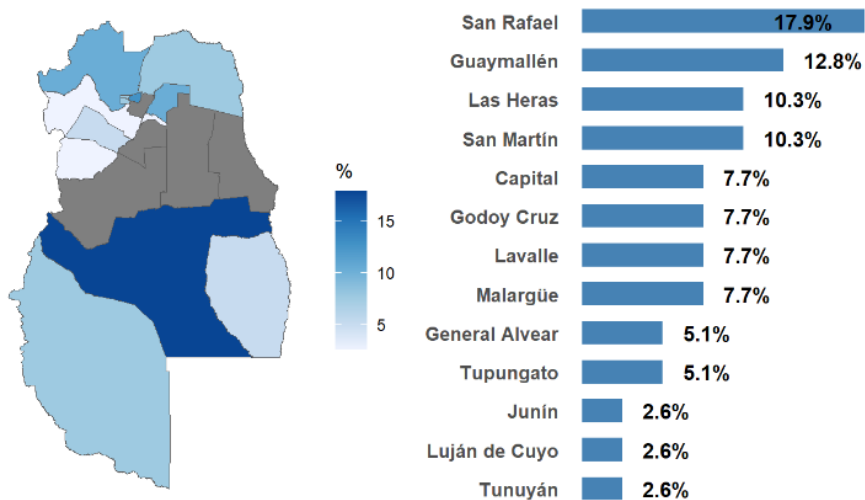 %
15
10
5
San Rafael 17.9%
Guaymallén 12.8%
Las Heras 10.3%
San Martín 10.3%
Capital 7.7%
Godoy Cruz 7.7%
Lavalle 7.7%
Malargüe 7.7%
General Alvear 5.1%
Tupungato 5.1%
Junín 2.6%
Luján de Cuyo 2.6%
Tunuyán 2.6%